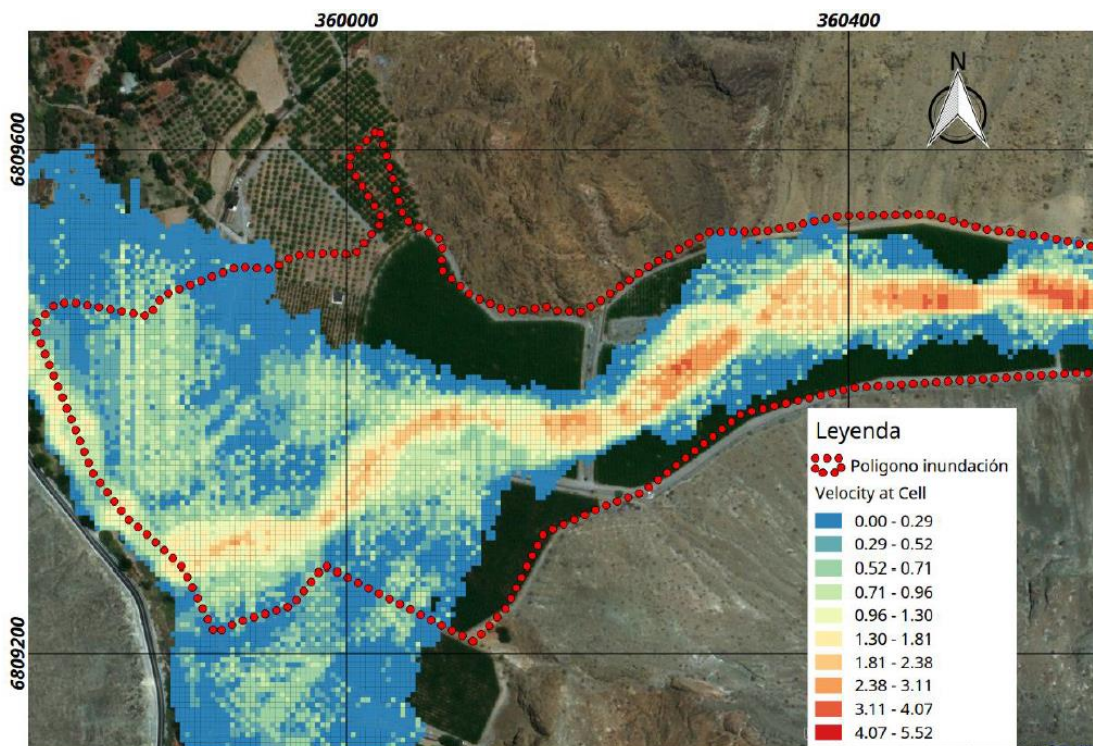 360000
360400
N
6809600
6809200
Leyenda
Poligono inundación
Velocity at Cell
0.00 - 0.29
0.29 - 0.52
0.52 - 0.71
0.71 - 0.96
0.96 - 1.30
1.30 - 1.81
1.81 - 2.38
2.38 - 3.11
3.11 - 4.07
4.07 - 5.52